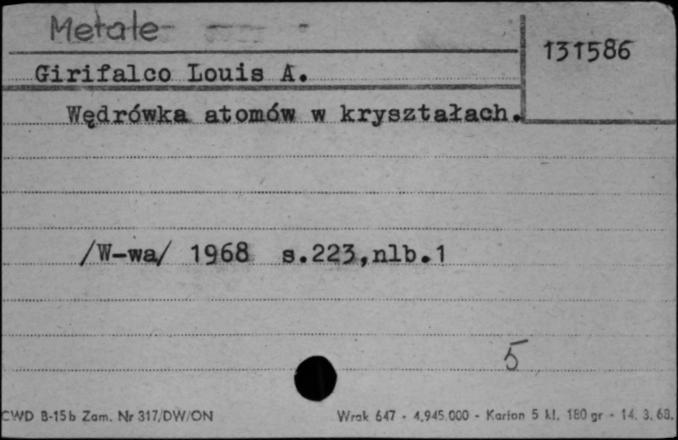 Metale
131586
Girifalco Louis A.
Wędrówka atomów w kryształach.
/W-wa/ 1968 s.223,nlb.1
5
CWD B-15b Zam. Nr 317/DW/ON Wrak 647 - 4.945.000 - Karton 5 kl. 180 gr - 14. 3. 68.